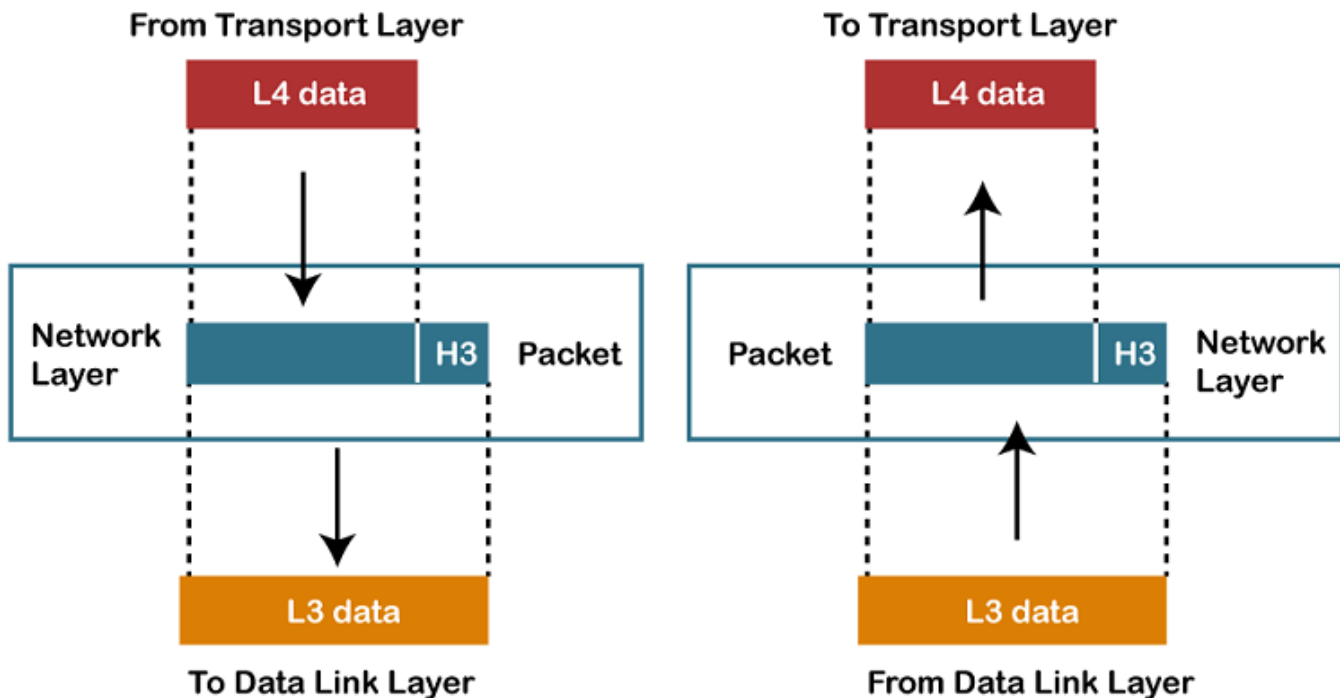 From Transport Layer
L4 data
Network
Layer
H3
Packet
L3 data
To Data Link Layer
To Transport Layer
L4 data
Packet
H3
Network
Layer
L3 data
From Data Link Layer